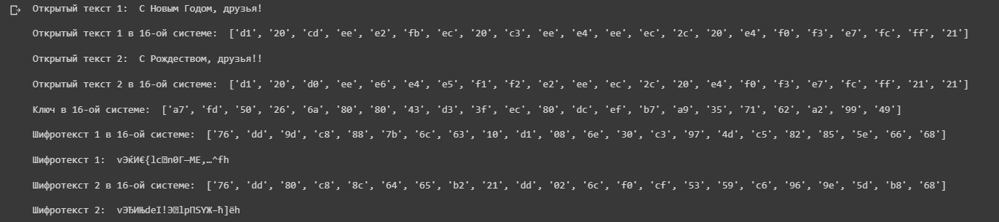 Открытый текст 1:  С Новым Годом, друзья!
Открытый текст 1 в 16-ой системе:  ['d1', '20', 'cd', 'ee', 'e2', 'fb', 'ec', '20', 'c3', 'ee', 'e4', 'ee', 'ec', '2c', '20', 'e4', 'f0', 'f3', 'e7', 'fc', 'ff', '21']
Открытый текст 2:  С Рождеством, друзья!!
Открытый текст 2 в 16-ой системе:  ['d1', '20', 'd0', 'ee', 'e6', 'e4', 'e5', 'f1', 'f2', 'e2', 'ee', 'ec', '2c', '20', 'e4', 'f0', 'f3', 'e7', 'fc', 'ff', '21', '21']
Ключ в 16-ой системе:  ['a7', 'fd', '50', '26', '6a', '80', '80', '43', 'd3', '3f', 'ec', '80', 'dc', 'ef', 'b7', 'a9', '35', '71', '62', 'a2', '99', '49']
Шифротекст 1 в 16-ой системе:  ['76', 'dd', '9d', 'c8', '88', '7b', '6c', '63', '10', 'd1', '08', '6e', '30', 'c3', '97', '4d', 'c5', '82', '85', '5e', '66', '68']
Шифротекст 1:  vЭќИ€{lc�n0Г—MЕ‚…^fh
Шифротекст 2 в 16-ой системе:  ['76', 'dd', '80', 'c8', '8c', '64', '65', 'b2', '21', 'dd', '02', '6c', 'f0', 'cf', '53', '59', 'c6', '96', '9e', '5d', 'b8', '68']
Шифротекст 2:  vЭЂИЊdeІ!Э�lрПSYЖ–ћ]ёh